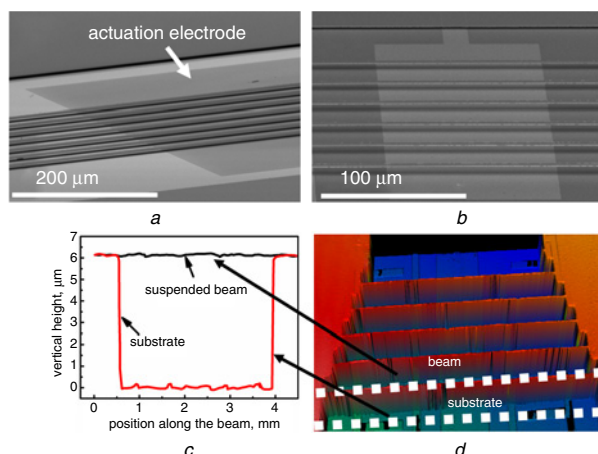 actuation electrode
200 μm
100 μm
a
b
7
6
5
4
3
2
1
0
vertical height, μm
suspended beam
substrate
0 1 2 3 4
position along the beam, mm
beam
substrate
c
d